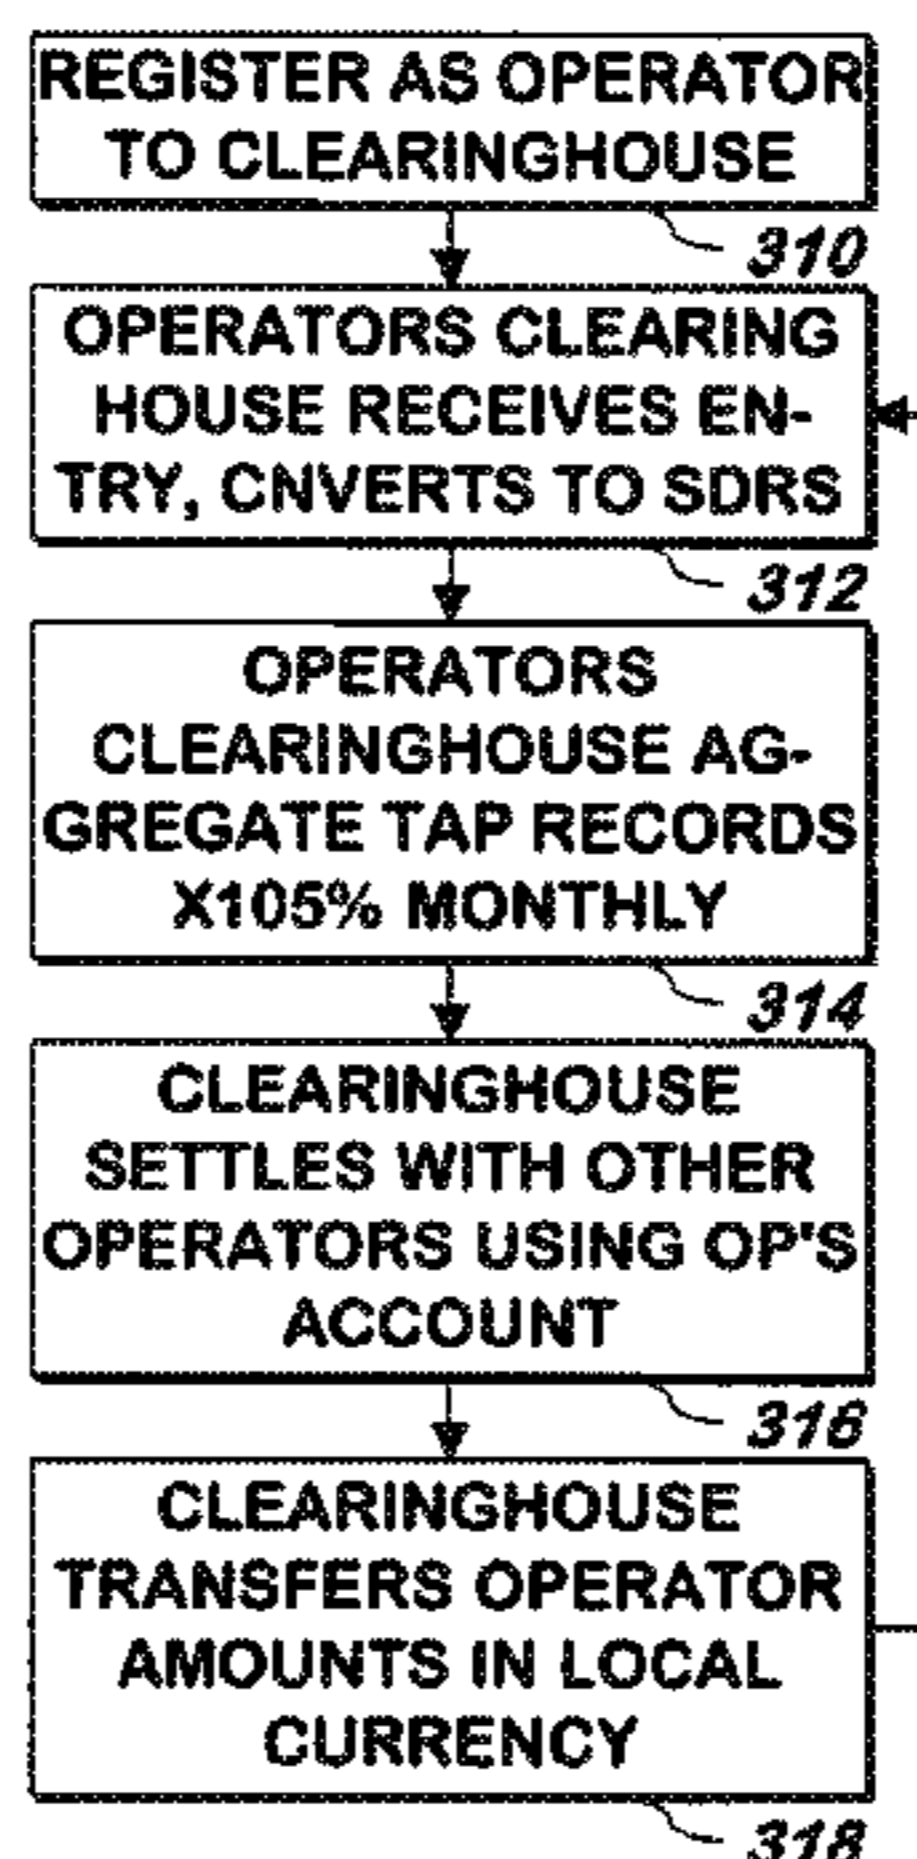 REGISTER AS OPERATOR
TO CLEARINGHOUSE
310
OPERATORS CLEARING
HOUSE RECEIVES EN-
TRY, CNVERTS TO SDRS
312
OPERATORS
CLEARINGHOUSE AG-
GREGATE TAP RECORDS
X105% MONTHLY
314
CLEARINGHOUSE
SETTLES WITH OTHER
OPERATORS USING OP'S
ACCOUNT
316
CLEARINGHOUSE
TRANSFERS OPERATOR
AMOUNTS IN LOCAL
CURRENCY
318